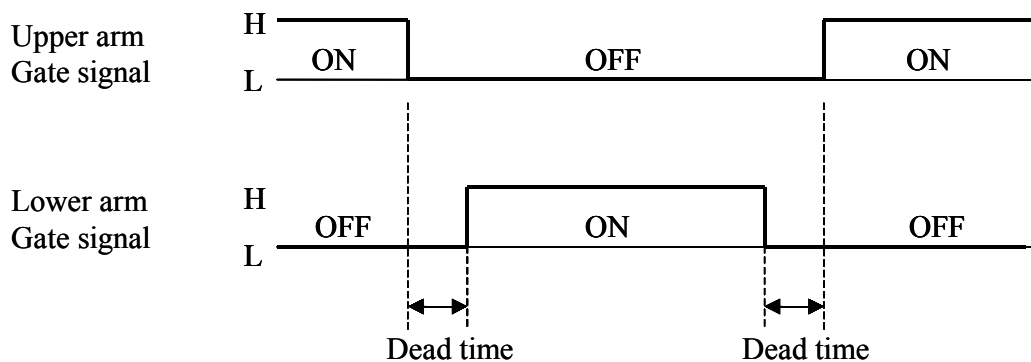 Upper arm
Gate signal
H
L
ON
OFF
ON
Lower arm
Gate signal
H
L
OFF
ON
OFF
Dead time
Dead time